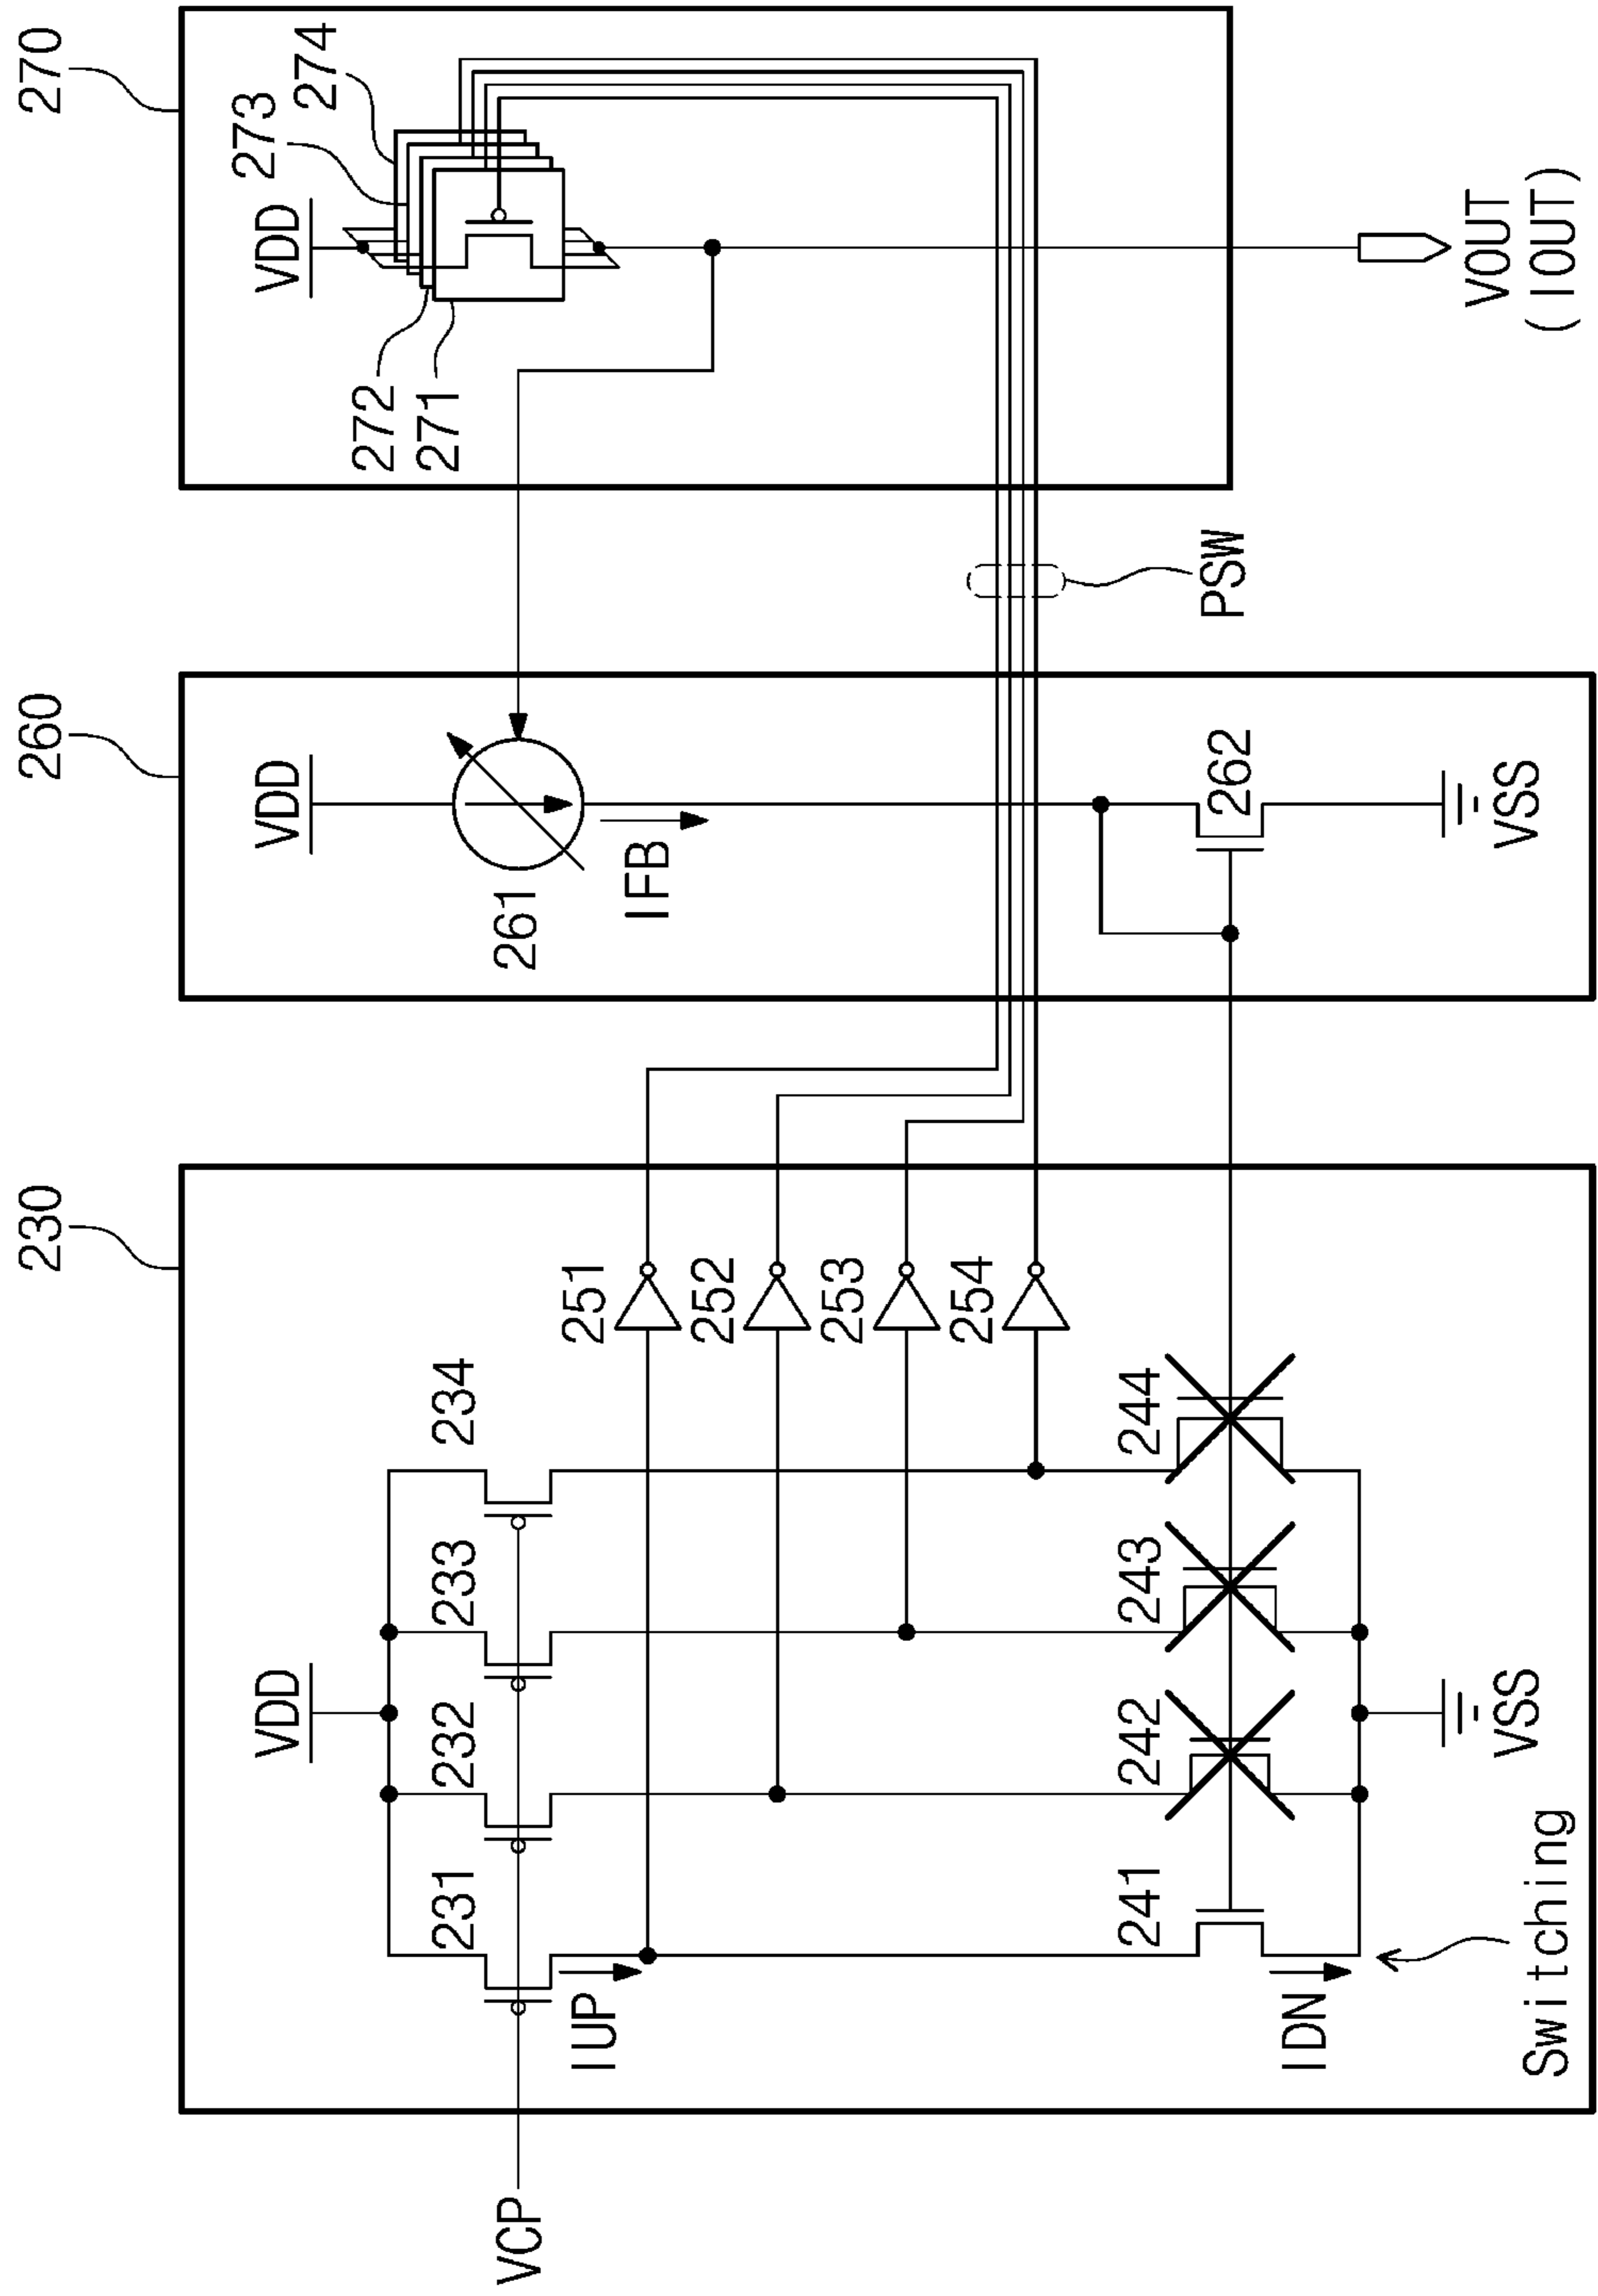 230
260
270
VDD
VDD
VDD
273
274
272
271
231
232
233
234
251
252
253
254
261
IFB
VCP
IUP
PSW
241
242
243
244
262
IDN
Switching
VSS
VSS
VOUT
(IOUT)